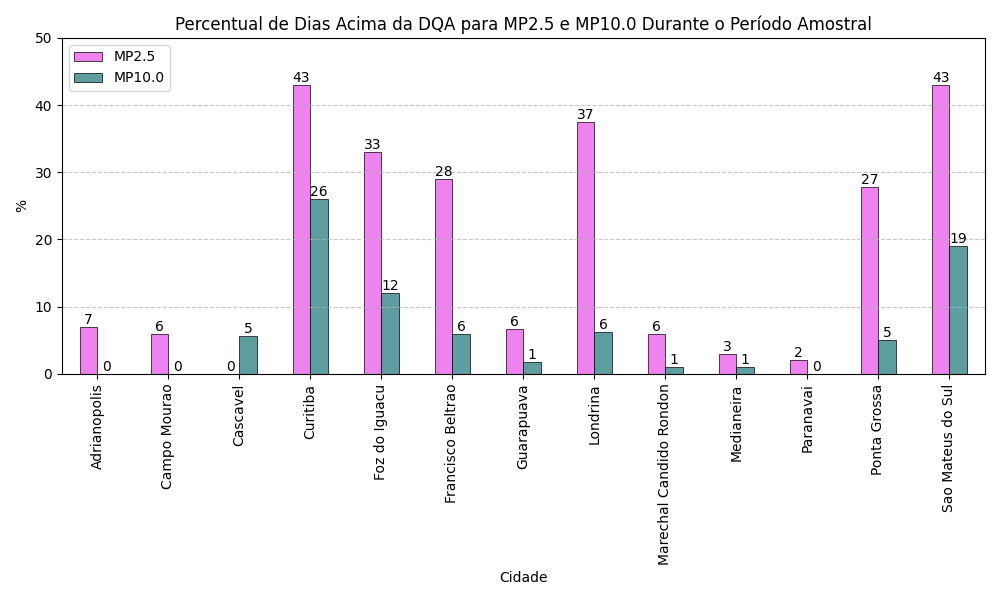 Percentual de Dias Acima da DQA para MP2.5 e MP10.0 Durante o Período Amostral
MP2.5
MP10.0
%
50
40
30
20
10
0
7
0
6
0
0
5
43
26
33
12
28
6
6
1
37
6
6
1
3
1
2
0
27
5
43
19
Adrianopolis
Campo Mourao
Cascavel
Curitiba
Foz do Iguacu
Francisco Beltrao
Guarapuava
Londrina
Marechal Candido Rondon
Medianeira
Paranavai
Ponta Grossa
Sao Mateus do Sul
Cidade